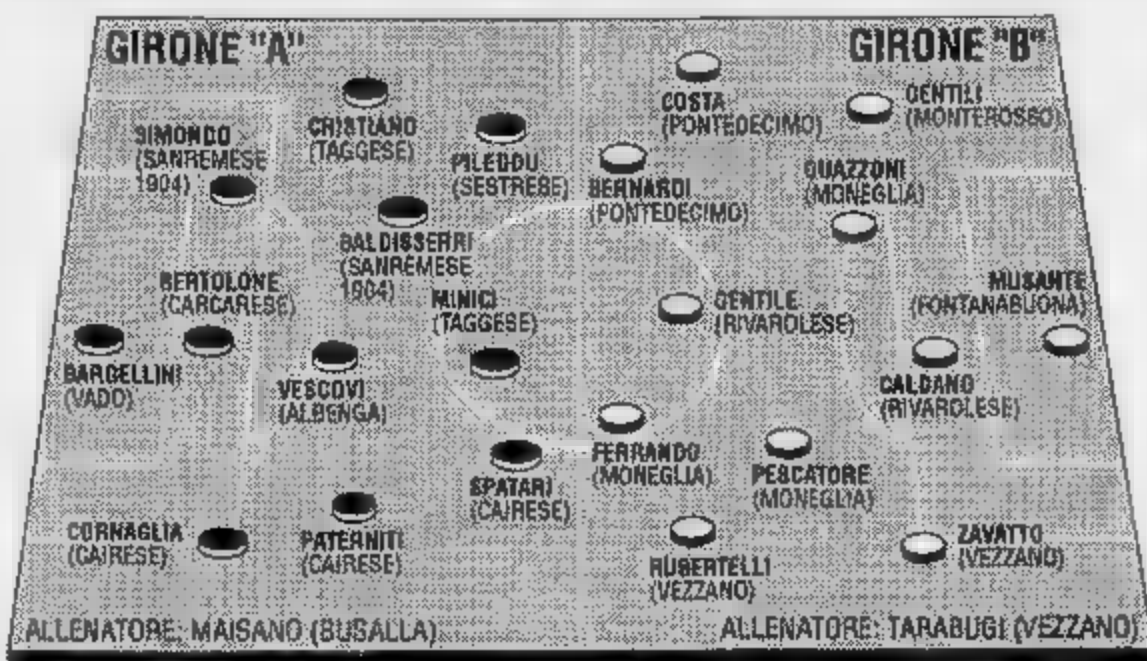 GIRONE "A"
GIRONE "B"
SIMONDO
(SANREMESE
1904)
CRISTIANO
(TAGGESE)
PILEDDU
(SESTRESE)
BALDISSERRI
(SANREMESE
1904)
BERTOLONE
(CARCARESE)
MINICI
(TAGGESE)
BARGELLINI
(VADO)
VESCOVI
(ALBENGA)
SPATARI
(CAIRESE)
CORNAGLIA
(CAIRESE)
PATERNITI
(CAIRESE)
ALLENATORE: MAISANO (BUSALLA)
COSTA
(PONTEDECIMO)
GENTILI
(MONTEROSSO)
BERNARDI
(PONTEDECIMO)
QUAZZONI
(MONEGLIA)
GENTILE
(RIVAROLESE)
MUSANTE
(FONTANABUONA)
CALDANO
(RIVAROLESE)
FERRANDO
(MONEGLIA)
PESCATORE
(MONEGLIA)
RUBERTELLI
(VEZZANO)
ZAVATTO
(VEZZANO)
ALLENATORE: TARABUGI (VEZZANO)